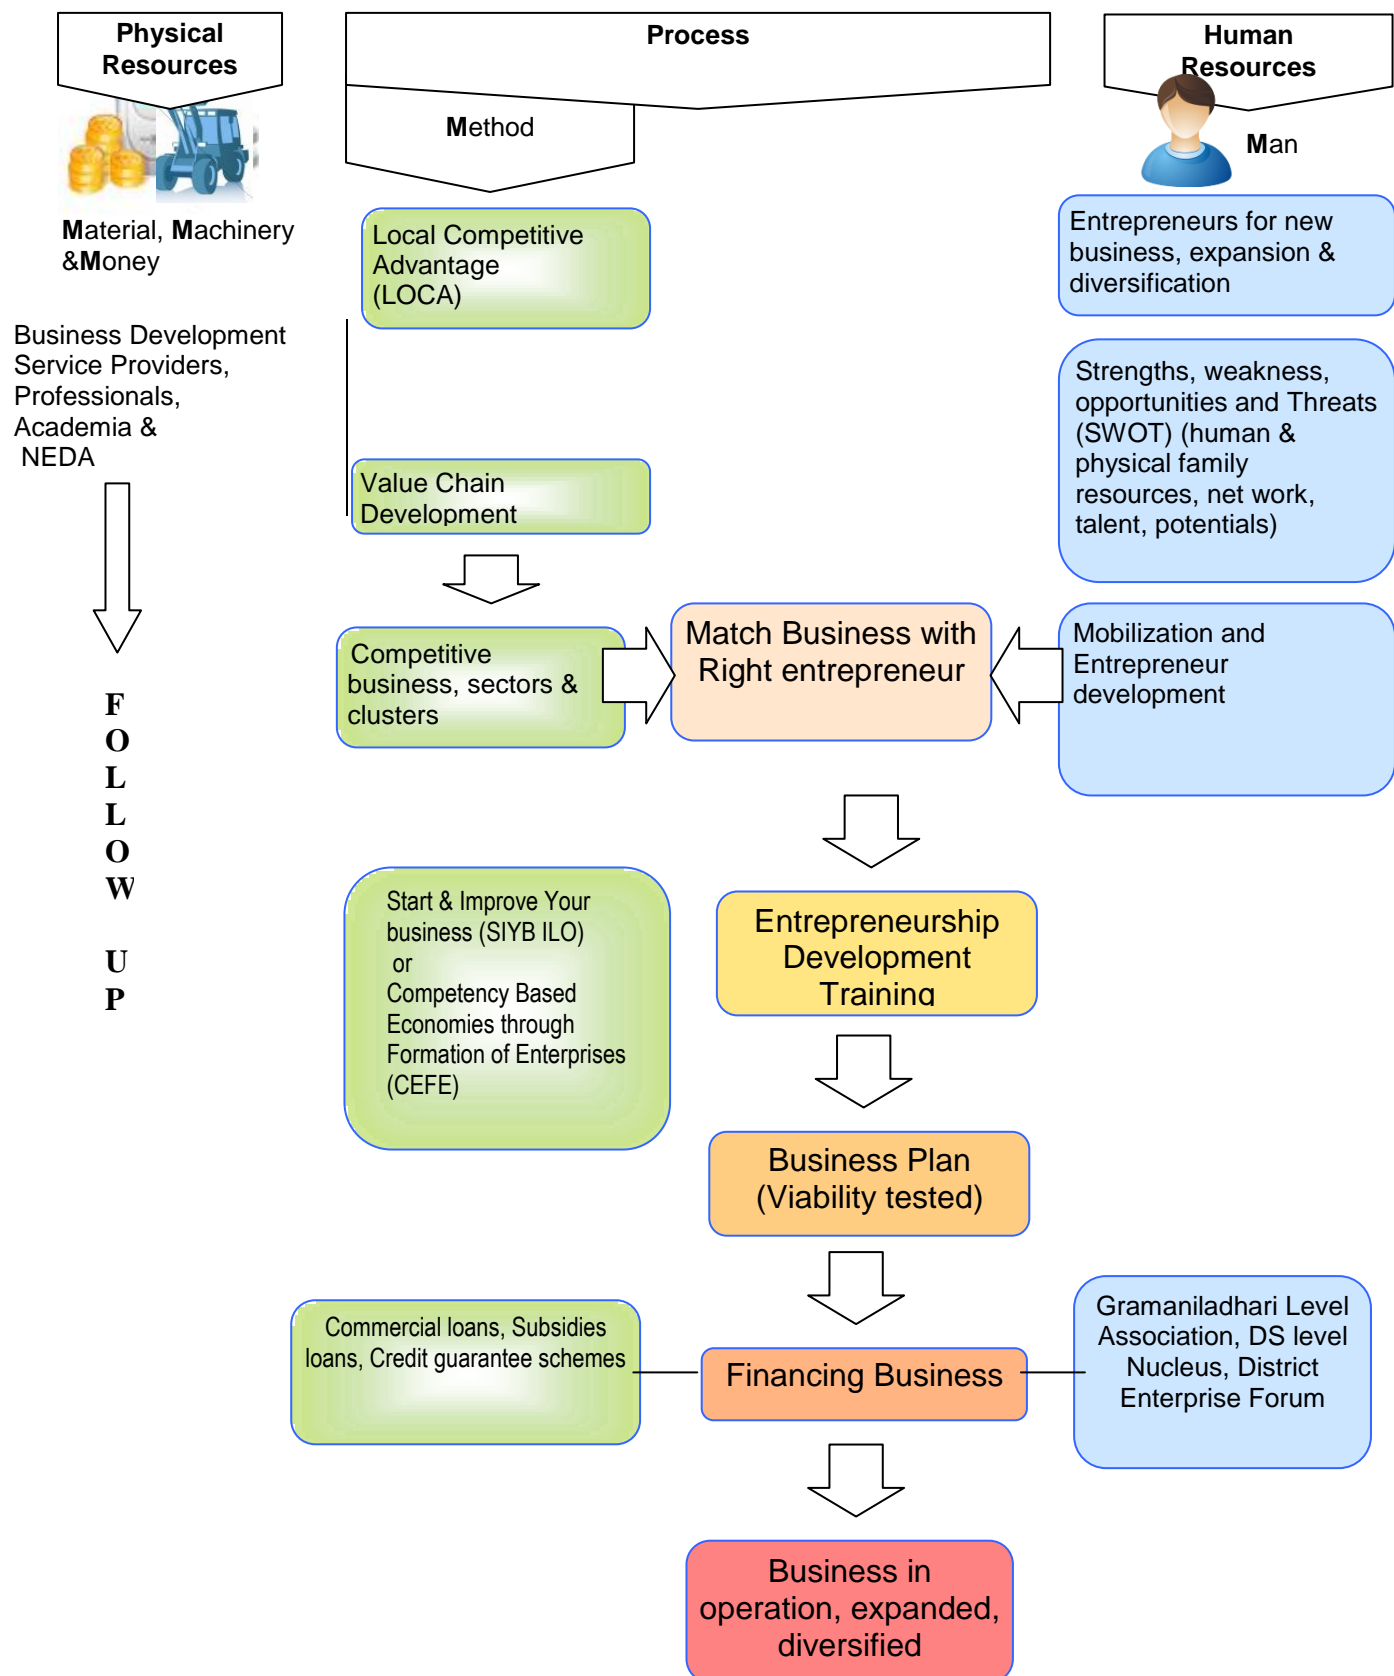 Physical
Resources
Process
Human
Resources
Method
Man
Material, Machinery
&Money
Local Competitive
Advantage
(LOCA)
Entrepreneurs for new
business, expansion &
diversification
Business Development
Service Providers,
Professionals,
Academia &
NEDA
Strengths, weakness,
opportunities and Threats
(SWOT) (human &
physical family
resources, net work,
talent, potentials)
Value Chain
Development
Competitive
business, sectors &
clusters
Match Business with
Right entrepreneur
Mobilization and
Entrepreneur
development
F
O
L
L
O
W
U
P
Start & Improve Your
business (SIYB ILO)
or
Competency Based
Economies through
Formation of Enterprises
(CEFE)
Entrepreneurship
Development
Training
Business Plan
(Viability tested)
Commercial loans, Subsidies
loans, Credit guarantee schemes
Financing Business
Gramaniladhari Level
Association, DS level
Nucleus, District
Enterprise Forum
Business in
operation, expanded,
diversified